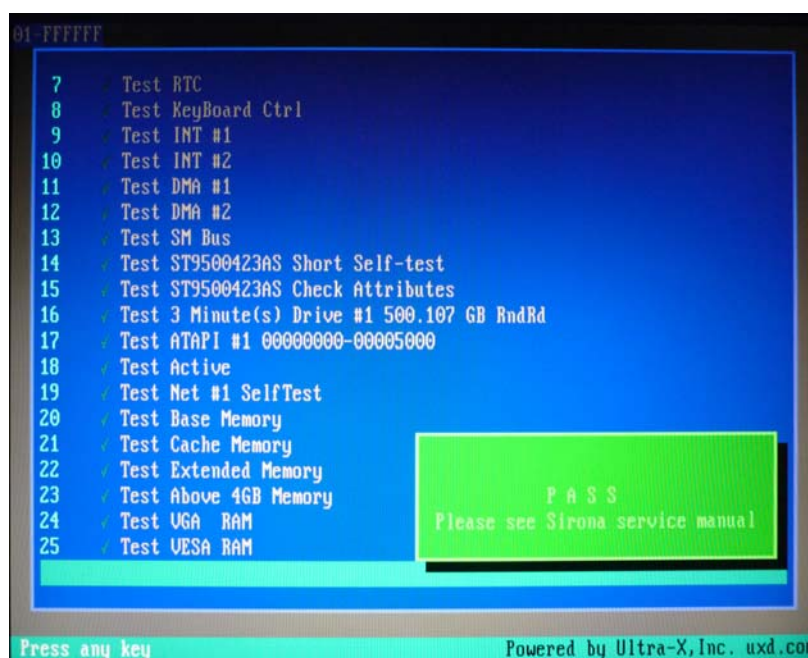 01-FFFFFF
7 √ Test RTC
8 √ Test KeyBoard Ctrl
9 √ Test INT #1
10 √ Test INT #2
11 √ Test DMA #1
12 √ Test DMA #2
13 √ Test SM Bus
14 √ Test ST9500423AS Short Self-test
15 √ Test ST9500423AS Check Attributes
16 √ Test 3 Minute(s) Drive #1 500.107 GB RndRd
17 √ Test ATAPI #1 00000000-00005000
18 √ Test Active
19 √ Test Net #1 SelfTest
20 √ Test Base Memory
21 √ Test Cache Memory
22 √ Test Extended Memory
23 √ Test Above 4GB Memory
24 √ Test VGA RAM
25 √ Test VESA RAM
P A S S
Please see Sirona service manual
Press any key
Powered by Ultra-X,Inc. uxd.co